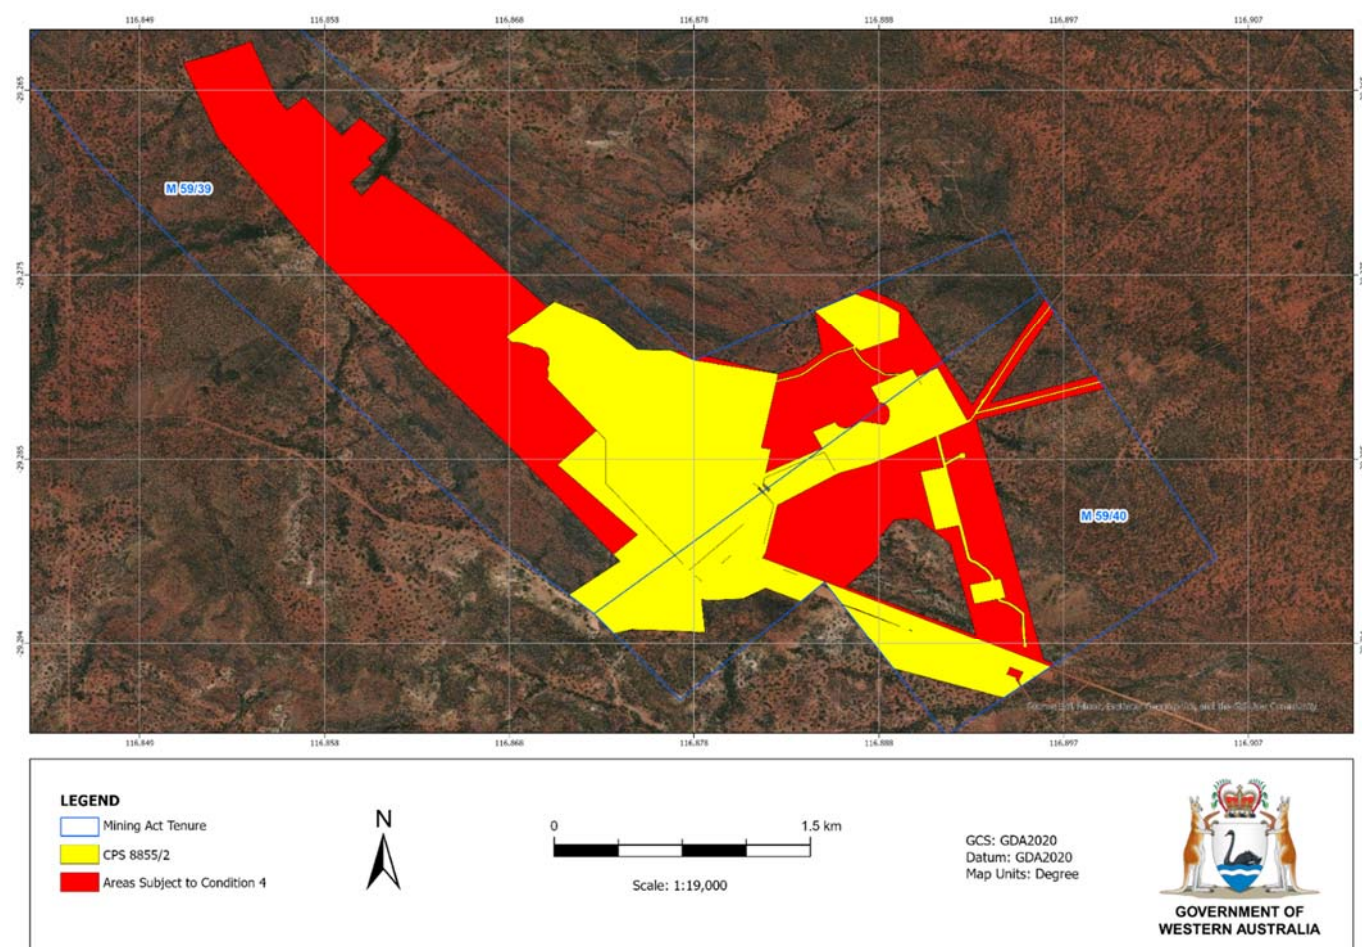 116.849 116.858 116.868 116.878 116.888 116.897 116.907
-29.265
M 59/39
-29.275
-29.285
M 59/40
-29.294
116.849 116.858 116.868 116.878 116.888 116.897 116.907
LEGEND
Mining Act Tenure
CPS 8855/2
Areas Subject to Condition 4
N
0 1.5 km
Scale: 1:19,000
GCS: GDA2020
Datum: GDA2020
Map Units: Degree
GOVERNMENT OF
WESTERN AUSTRALIA